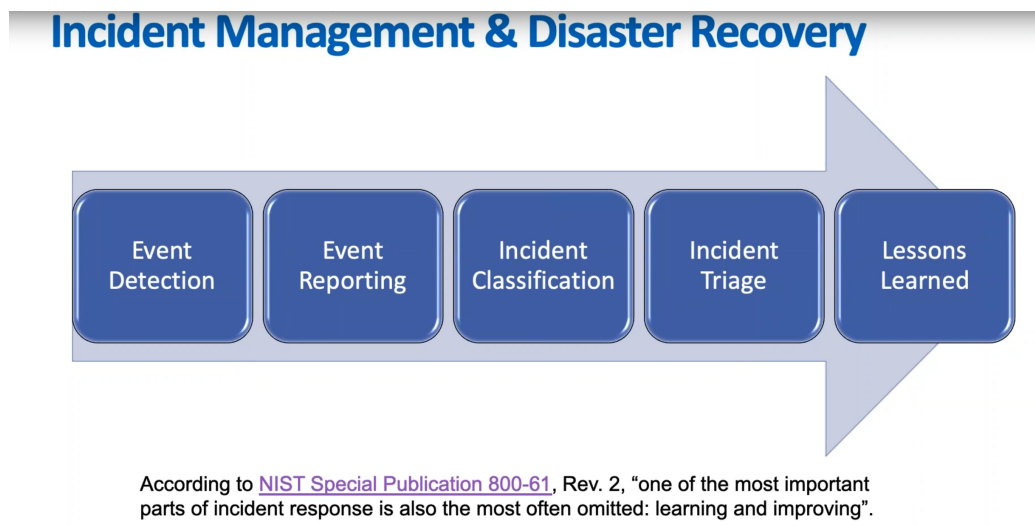 Incident Management & Disaster Recovery
Event
Detection
Event
Reporting
Incident
Classification
Incident
Triage
Lessons
Learned
According to NIST Special Publication 800-61, Rev. 2, “one of the most important
parts of incident response is also the most often omitted: learning and improving”.